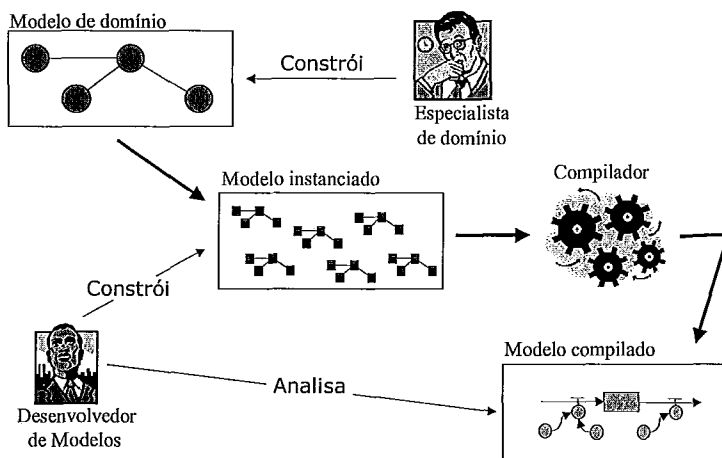 Modelo de domínio
Constrói
Especialista
de domínio
Modelo instanciado
Compilador
Constrói
Modelo compilado
Analisa
Desenvolvedor
de Modelos